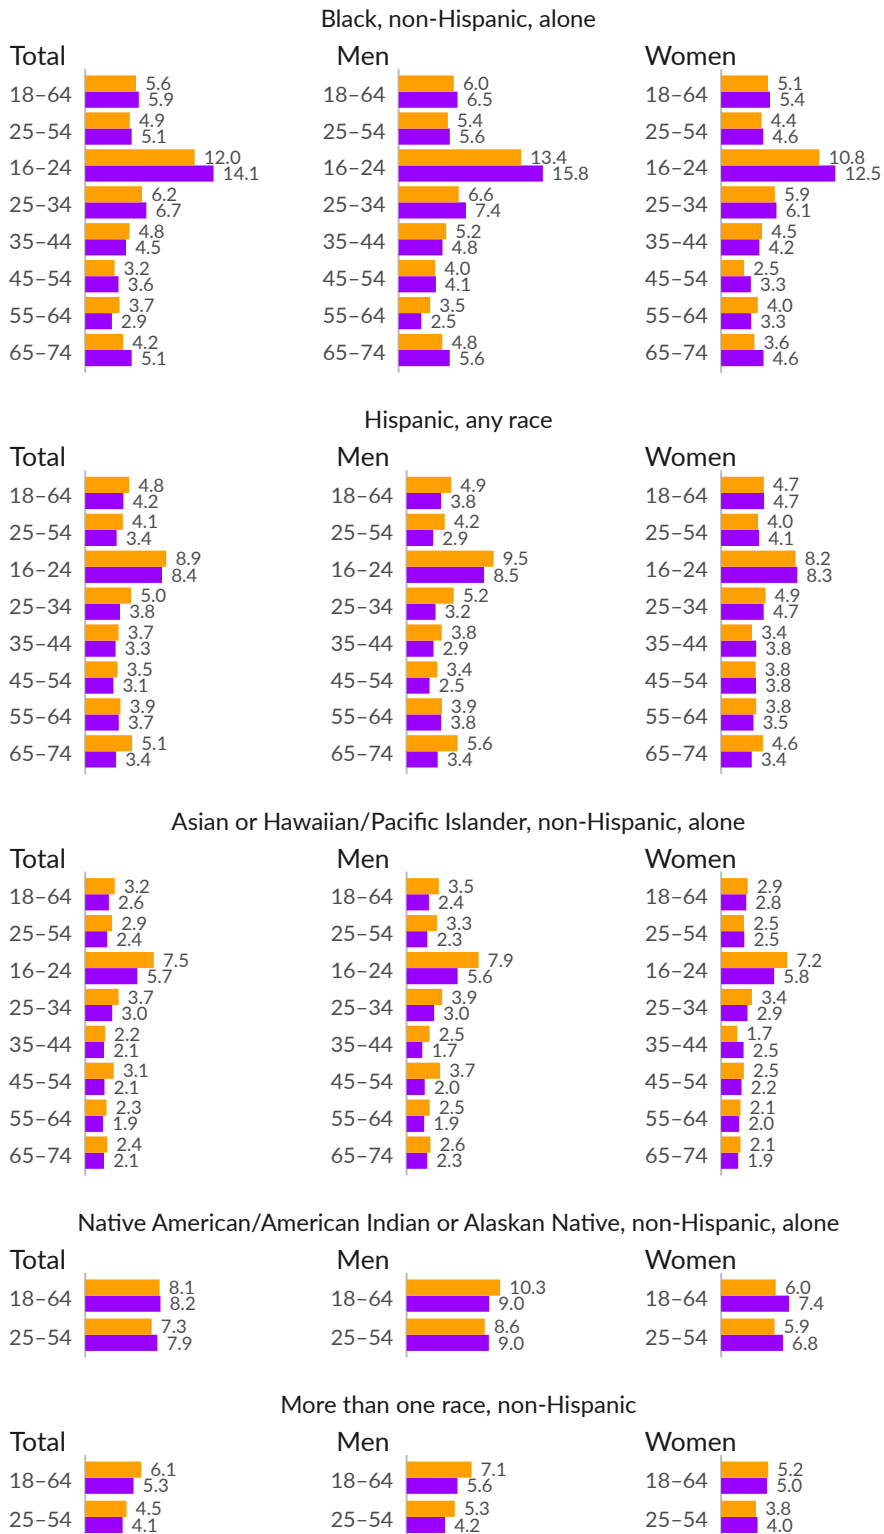 Black, non-Hispanic, alone
Total Men Women
18–64 5.6 5.9 18–64 6.0 6.5 18–64 5.1 5.4
25–54 4.9 5.1 25–54 5.4 5.6 25–54 4.4 4.6
16–24 12.0 14.1 16–24 13.4 15.8 16–24 10.8 12.5
25–34 6.2 6.7 25–34 6.6 7.4 25–34 5.9 6.1
35–44 4.8 4.5 35–44 5.2 4.8 35–44 4.5 4.2
45–54 3.2 3.6 45–54 4.0 4.1 45–54 2.5 3.3
55–64 3.7 2.9 55–64 3.5 2.5 55–64 4.0 3.3
65–74 4.2 5.1 65–74 4.8 5.6 65–74 3.6 4.6
Hispanic, any race
Total Men Women
18–64 4.8 4.2 18–64 4.9 3.8 18–64 4.7 4.7
25–54 4.1 3.4 25–54 4.2 2.9 25–54 4.0 4.1
16–24 8.9 8.4 16–24 9.5 8.5 16–24 8.2 8.3
25–34 5.0 3.8 25–34 5.2 3.2 25–34 4.9 4.7
35–44 3.7 3.3 35–44 3.8 2.9 35–44 3.4 3.8
45–54 3.5 3.1 45–54 3.4 2.5 45–54 3.8 3.8
55–64 3.9 3.7 55–64 3.9 3.8 55–64 3.8 3.5
65–74 5.1 3.4 65–74 5.6 3.4 65–74 4.6 3.4
Asian or Hawaiian/Pacific Islander, non-Hispanic, alone
Total Men Women
18–64 3.2 2.6 18–64 3.5 2.4 18–64 2.9 2.8
25–54 2.9 2.4 25–54 3.3 2.3 25–54 2.5 2.5
16–24 7.5 5.7 16–24 7.9 5.6 16–24 7.2 5.8
25–34 3.7 3.0 25–34 3.9 3.0 25–34 3.4 2.9
35–44 2.2 2.1 35–44 2.5 1.7 35–44 1.7 2.5
45–54 3.1 2.1 45–54 3.7 2.0 45–54 2.5 2.2
55–64 2.3 1.9 55–64 2.5 1.9 55–64 2.1 2.0
65–74 2.4 2.1 65–74 2.6 2.3 65–74 2.1 1.9
Native American/American Indian or Alaskan Native, non-Hispanic, alone
Total Men Women
18–64 8.1 8.2 18–64 10.3 9.0 18–64 6.0 7.4
25–54 7.3 7.9 25–54 8.6 9.0 25–54 5.9 6.8
More than one race, non-Hispanic
Total Men Women
18–64 6.1 5.3 18–64 7.1 5.6 18–64 5.2 5.0
25–54 4.5 4.1 25–54 5.3 4.2 25–54 3.8 4.0